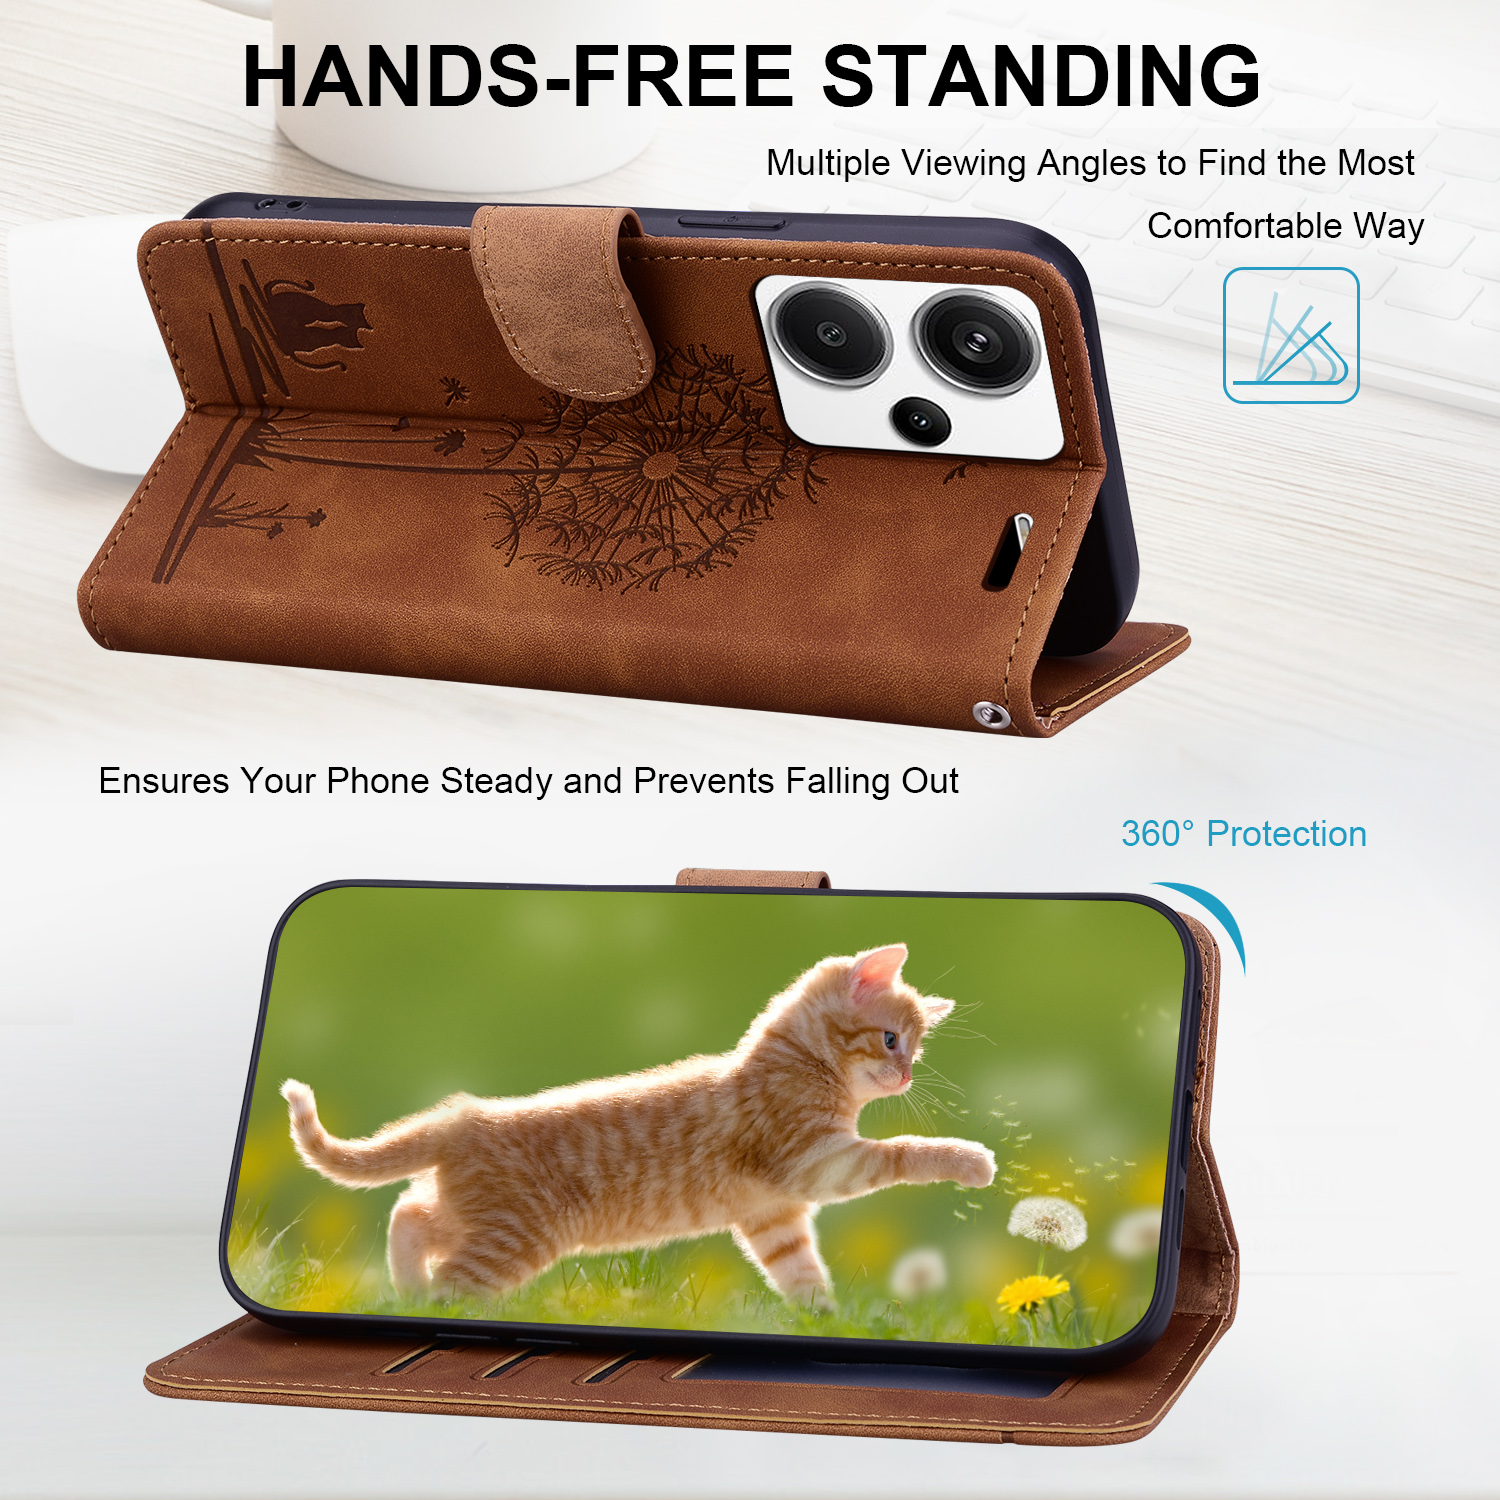 HANDS-FREE STANDING
Multiple Viewing Angles to Find the Most
Comfortable Way
Ensures Your Phone Steady and Prevents Falling Out
360° Protection